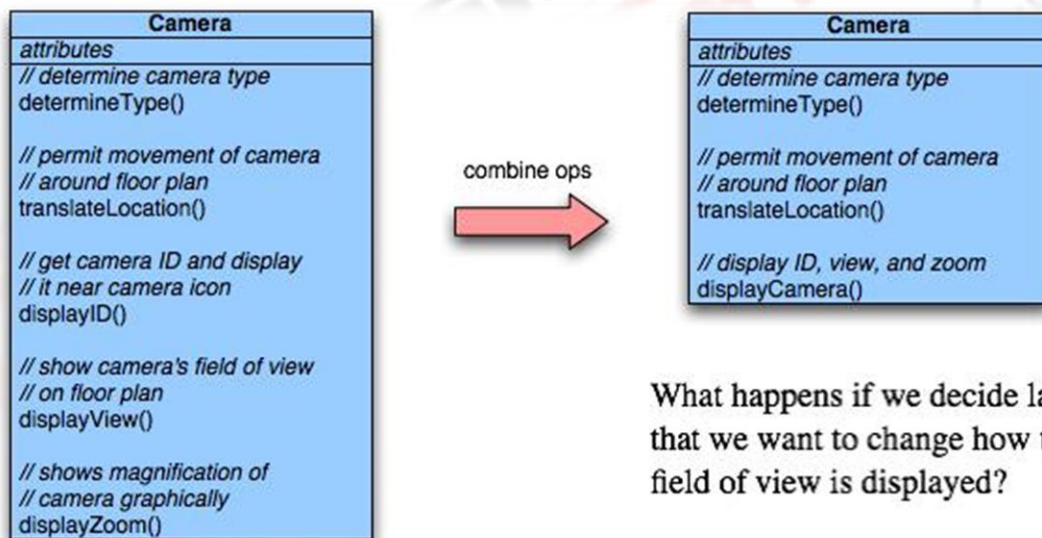 Camera
attributes
// determine camera type
determineType()
// permit movement of camera
// around floor plan
translateLocation()
// get camera ID and display
// it near camera icon
displayID()
// show camera's field of view
// on floor plan
displayView()
// shows magnification of
// camera graphically
displayZoom()
combine ops
Camera
attributes
// determine camera type
determineType()
// permit movement of camera
// around floor plan
translateLocation()
// display ID, view, and zoom
displayCamera()
What happens if we decide
that we want to change how
field of view is displayed?